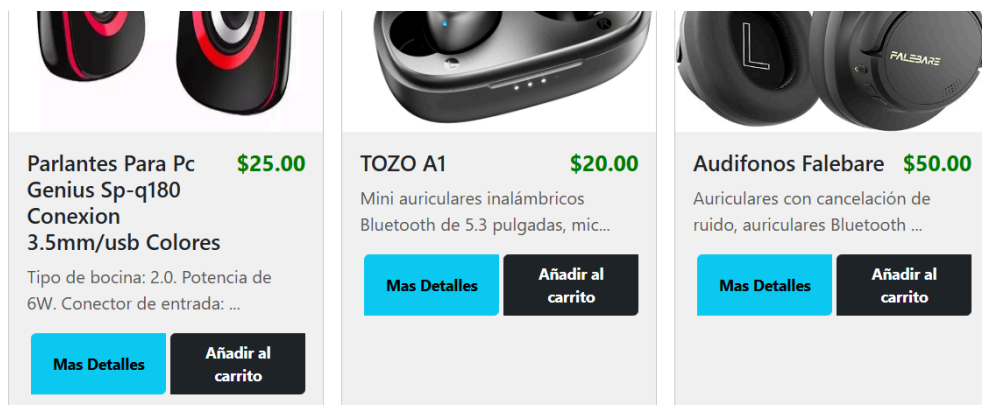 L
FALEBARE
Parlantes Para Pc
Genius Sp-q180
Conexion
3.5mm/usb Colores
$25.00
Tipo de bocina: 2.0. Potencia de
6W. Conector de entrada: ...
Mas Detalles
Añadir al
carrito
TOZO A1
$20.00
Mini auriculares inalámbricos
Bluetooth de 5.3 pulgadas, mic...
Mas Detalles
Añadir al
carrito
Audifonos Falebare
$50.00
Auriculares con cancelación de
ruido, auriculares Bluetooth ...
Mas Detalles
Añadir al
carrito